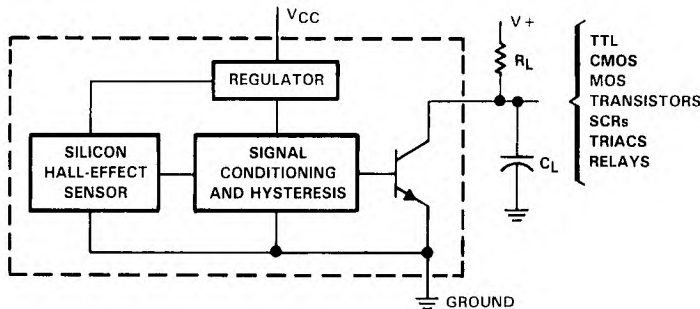 VCC
REGULATOR
SILICON
HALL-EFFECT
SENSOR
SIGNAL
CONDITIONING
AND HYSTERESIS
V+
RL
CL
GROUND
TTL
CMOS
MOS
TRANSISTORS
SCRs
TRIACS
RELAYS